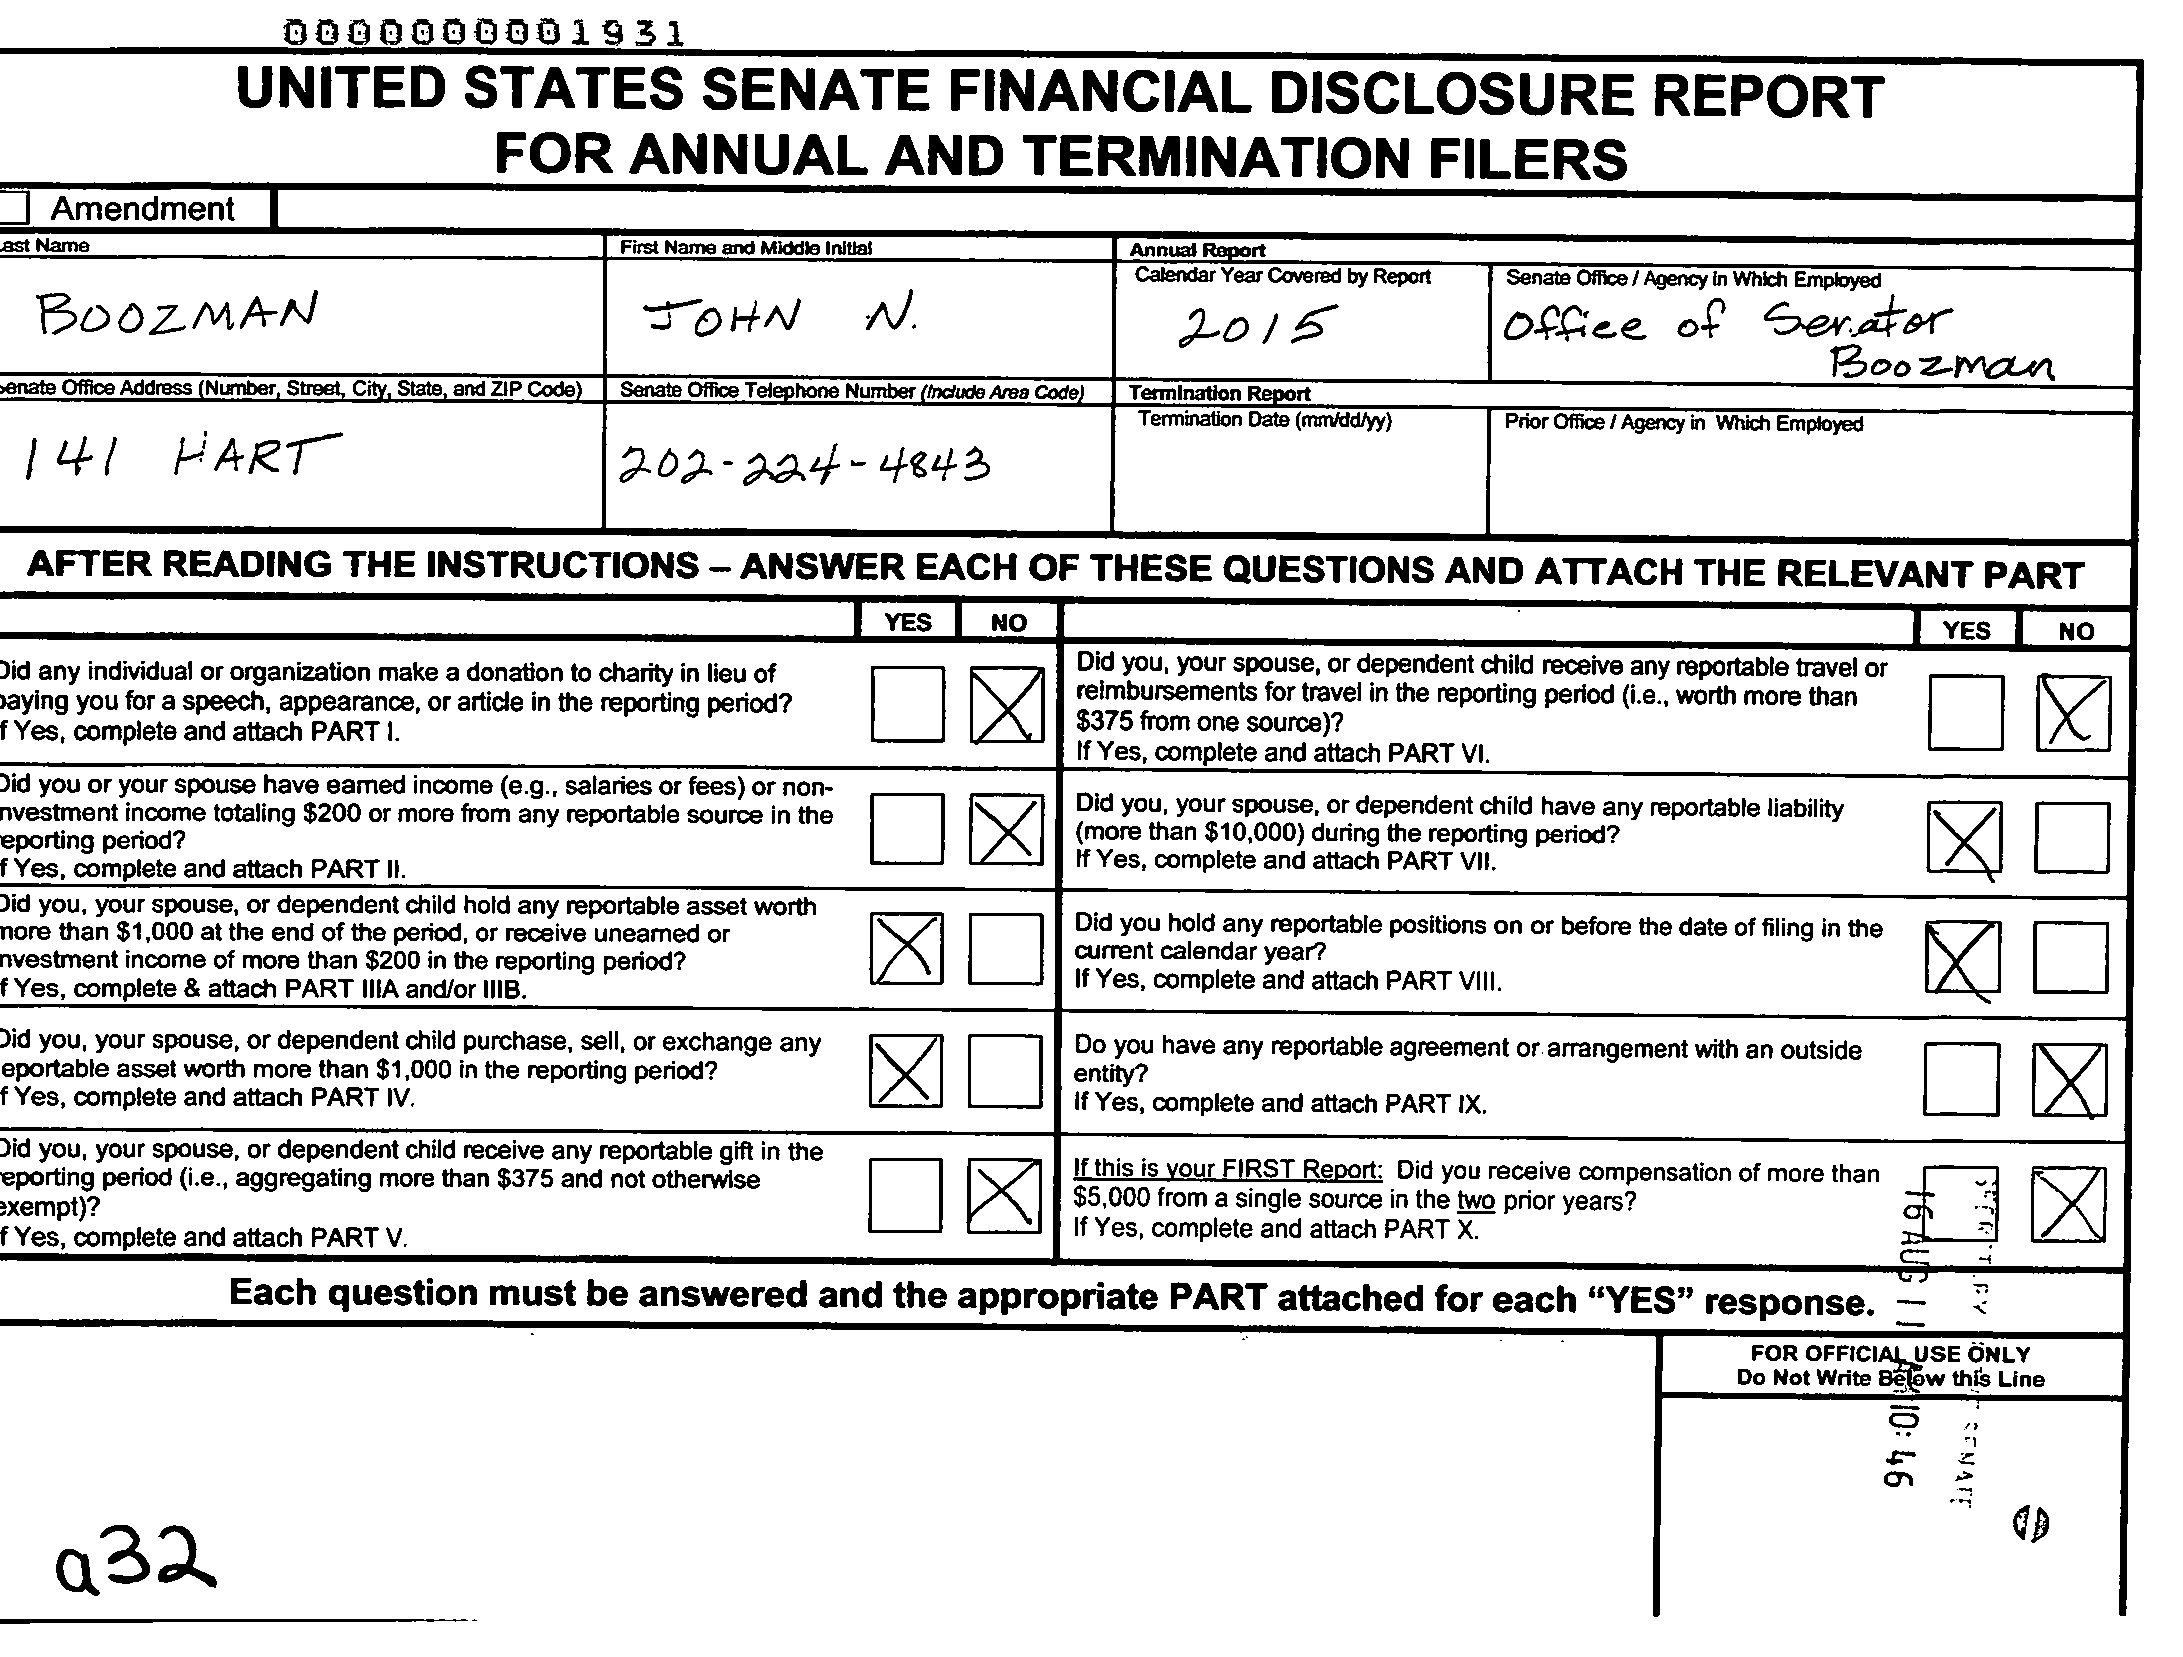 0000000001931
UNITED STATES SENATE FINANCIAL DISCLOSURE REPORT
FOR ANNUAL AND TERMINATION FILERS
Amendment
ast Name
BOOZMAN
First Name and Middle Initial
JOHN N.
Annual Report
Calendar Year Covered by Report
2015
Senate Office / Agency in Which Employed
Office of Senator
Boozman
enate Office Address (Number, Street, City, State, and ZIP Code)
141 HART
Senate Office Telephone Number (Include Area Code)
202-224-4843
Termination Report
Termination Date (mm/dd/yy)
Prior Office / Agency in Which Employed
AFTER READING THE INSTRUCTIONS – ANSWER EACH OF THESE QUESTIONS AND ATTACH THE RELEVANT PART
YES NO
Did any individual or organization make a donation to charity in lieu of
paying you for a speech, appearance, or article in the reporting period?
f Yes, complete and attach PART I.
Did you or your spouse have earned income (e.g., salaries or fees) or non-
nvestment income totaling $200 or more from any reportable source in the
eporting period?
f Yes, complete and attach PART II.
Did you, your spouse, or dependent child hold any reportable asset worth
more than $1,000 at the end of the period, or receive unearned or
nvestment income of more than $200 in the reporting period?
f Yes, complete & attach PART IIIA and/or IIIB.
Did you, your spouse, or dependent child purchase, sell, or exchange any
eportable asset worth more than $1,000 in the reporting period?
f Yes, complete and attach PART IV.
Did you, your spouse, or dependent child receive any reportable gift in the
eporting period (i.e., aggregating more than $375 and not otherwise
exempt)?
f Yes, complete and attach PART V.
YES NO
Did you, your spouse, or dependent child receive any reportable travel or
reimbursements for travel in the reporting period (i.e., worth more than
$375 from one source)?
If Yes, complete and attach PART VI.
Did you, your spouse, or dependent child have any reportable liability
(more than $10,000) during the reporting period?
If Yes, complete and attach PART VII.
Did you hold any reportable positions on or before the date of filing in the
current calendar year?
If Yes, complete and attach PART VIII.
Do you have any reportable agreement or arrangement with an outside
entity?
If Yes, complete and attach PART IX.
If this is your FIRST Report: Did you receive compensation of more than
$5,000 from a single source in the two prior years?
If Yes, complete and attach PART X.
Each question must be answered and the appropriate PART attached for each “YES” response.
FOR OFFICIAL USE ONLY
Do Not Write Below this Line
16 AUG 11 AM 10:46
SENATE
a32